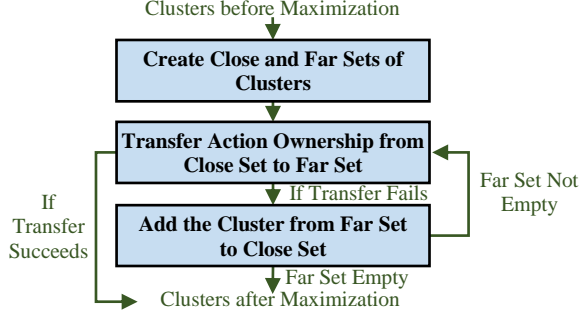 Clusters before Maximization
Create Close and Far Sets of
Clusters
Transfer Action Ownership from
Close Set to Far Set
If Transfer Fails
Far Set Not
Empty
If
Transfer
Succeeds
Add the Cluster from Far Set
to Close Set
Far Set Empty
Clusters after Maximization